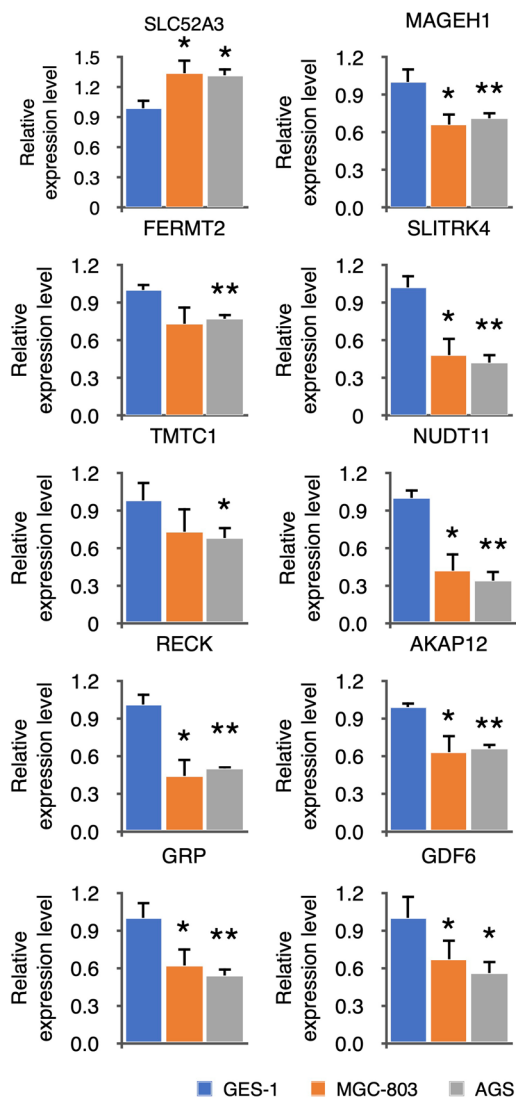 SLC52A3
Relative
expression level
1.5
1.2
0.9
0.6
0.3
0
*
*
MAGEH1
Relative
expression level
1.2
0.9
0.6
0.3
0.0
*
**
FERMT2
Relative
expression level
1.2
0.9
0.6
0.3
0.0
**
SLITRK4
Relative
expression level
1.2
0.9
0.6
0.3
0
*
**
TMTC1
Relative
expression level
1.2
0.9
0.6
0.3
0
*
NUDT11
Relative
expression level
1.2
0.9
0.6
0.3
0.0
*
**
RECK
Relative
expression level
1.2
0.9
0.6
0.3
0.0
*
**
AKAP12
Relative
expression level
1.2
0.9
0.6
0.3
0.0
*
**
GRP
Relative
expression level
1.2
0.9
0.6
0.3
0.0
*
**
GDF6
Relative
expression level
1.2
0.9
0.6
0.3
0.0
*
*
GES-1 MGC-803 AGS